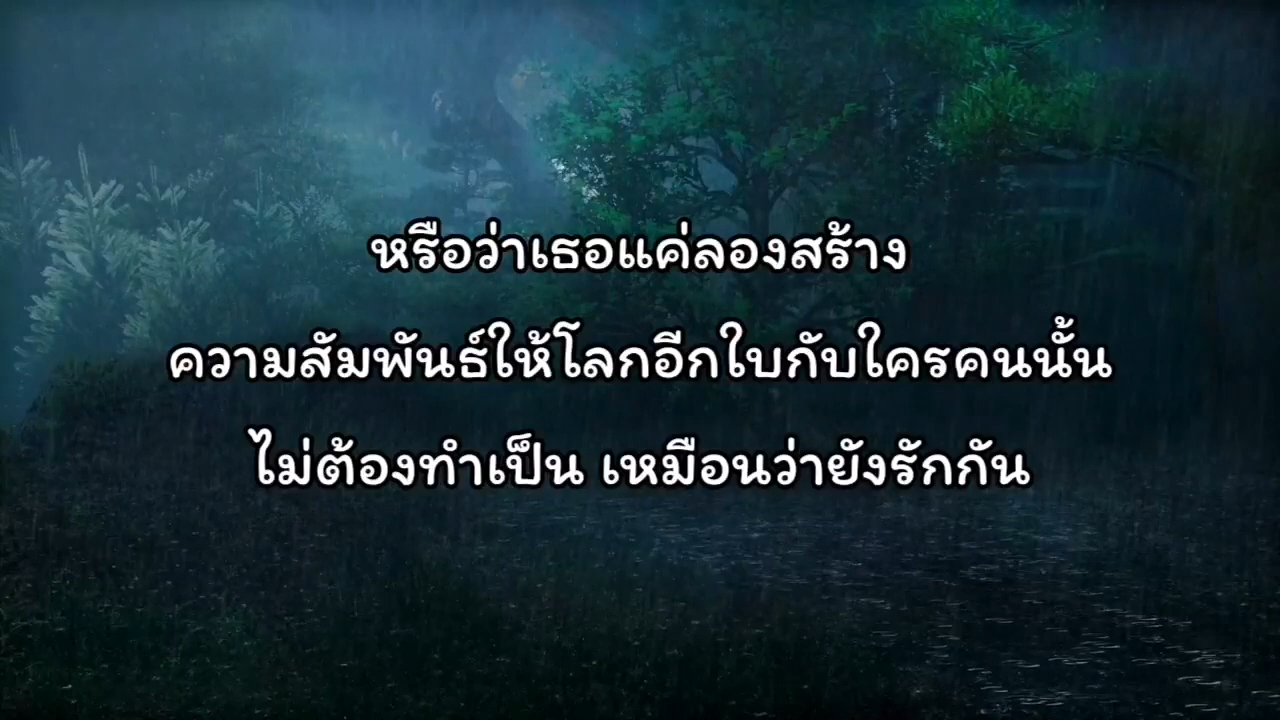 หรือว่าเธอแค่ลองสร้าง
ความสัมพันธ์ให้โลกอีกใบกับใครคนนั้น
ไม่ต้องทำเป็น เหมือนว่ายังรักกัน